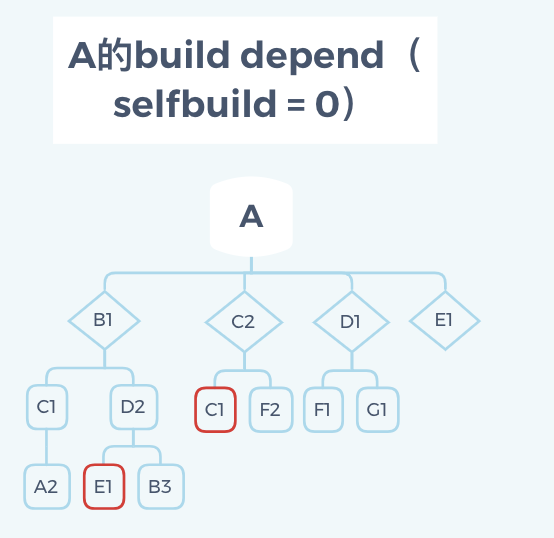 A的build depend（
selfbuild = 0）
A
B1
C2
D1
E1
C1
D2
C1
F2
F1
G1
A2
E1
B3